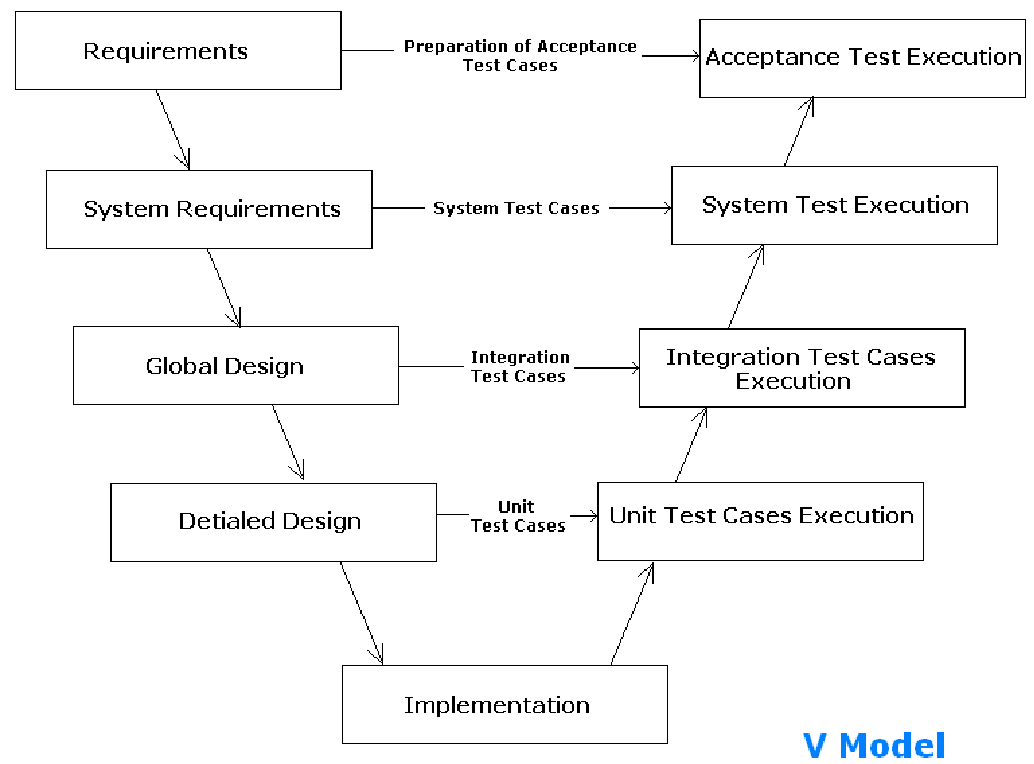 Requirements
Preparation of Acceptance
Test Cases
Acceptance Test Execution
System Requirements
System Test Cases
System Test Execution
Global Design
Integration
Test Cases
Integration Test Cases
Execution
Detialed Design
Unit
Test Cases
Unit Test Cases Execution
Implementation
V Model